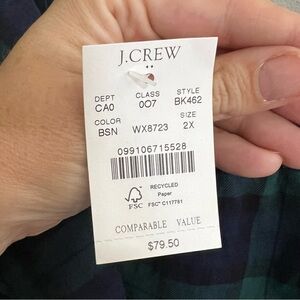 J.CREW
DEPT CLASS STYLE
CA0 007 BK462
COLOR SIZE
BSN WX8723 2X
099106715528
RECYCLED
Paper
FSC FSC® C117781
COMPARABLE VALUE
$79.50